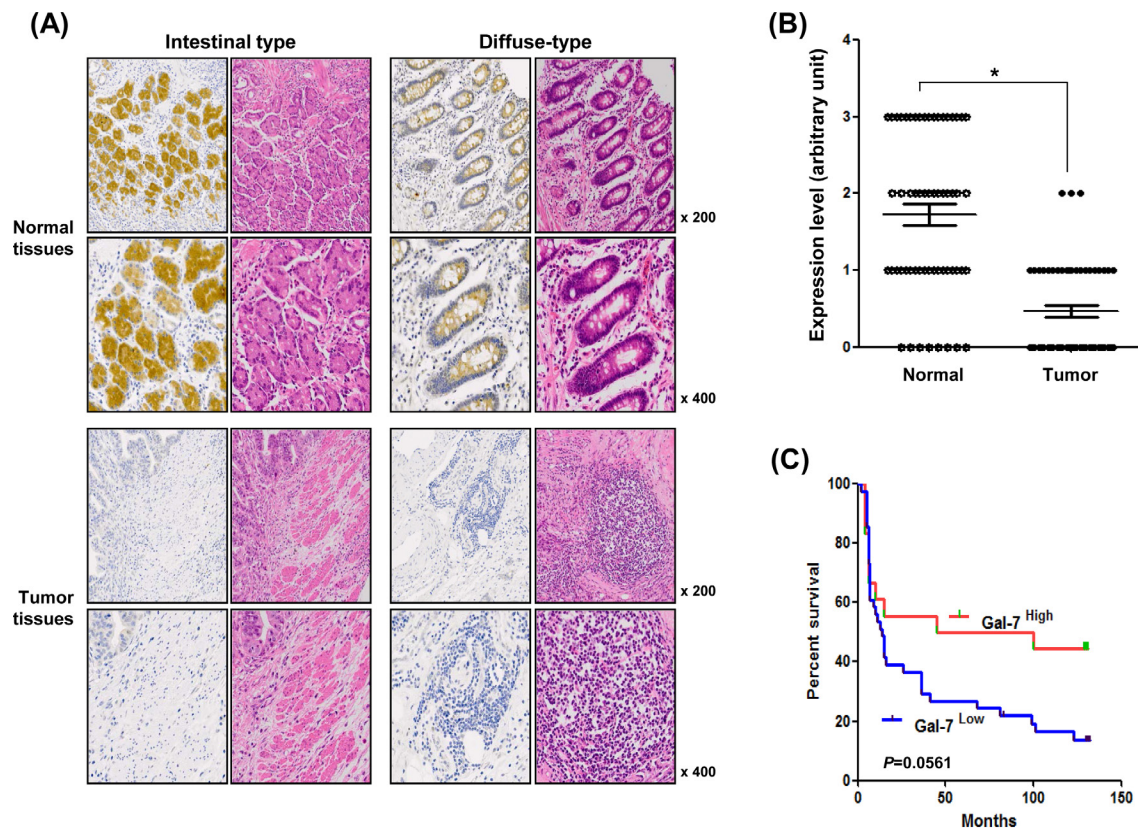 (A)
Intestinal type
Diffuse-type
Normal
tissues
x 200
x 400
Tumor
tissues
x 200
x 400
(B)
Expression level (arbitrary unit)
4
3
2
1
0
*
Normal
Tumor
(C)
Percent survival
100
80
60
40
20
0
Gal-7 High
Gal-7 Low
P=0.0561
0
50
100
150
Months